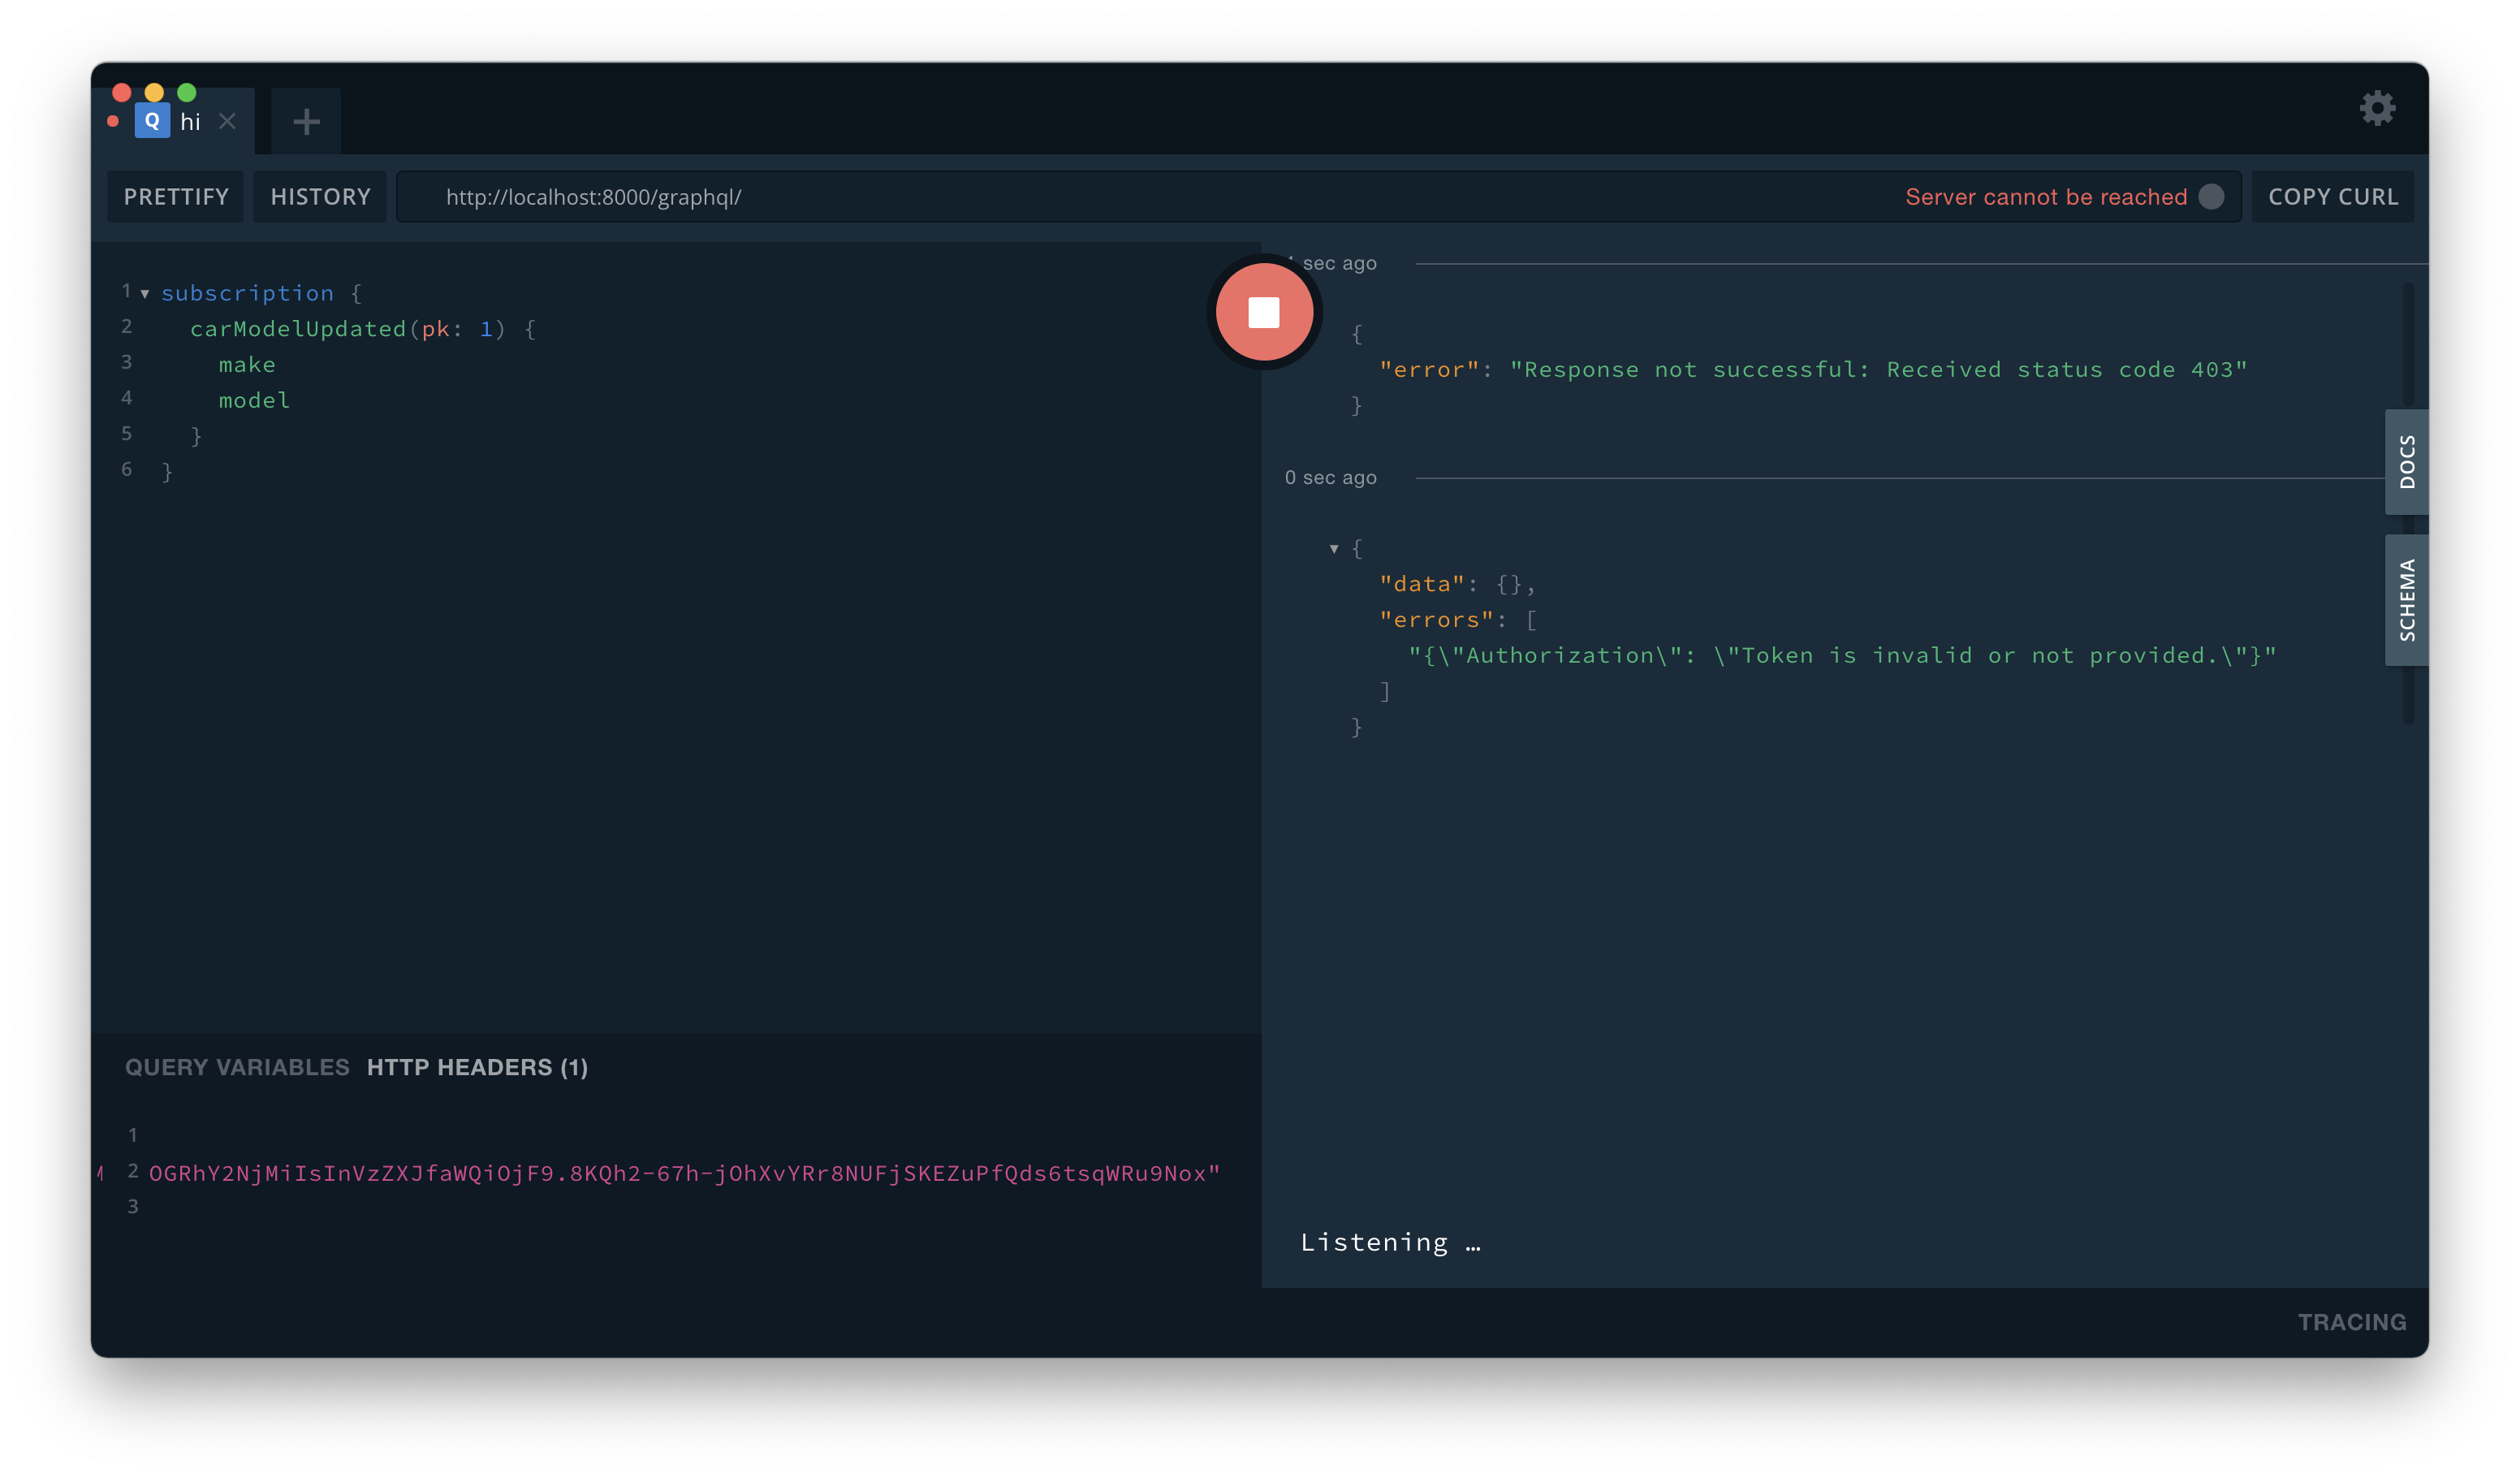 Q hi
PRETTIFY HISTORY http://localhost:8000/graphql/ Server cannot be reached COPY CURL
1 subscription {
2 carModelUpdated(pk: 1) {
3 make
4 model
5 }
6 }
sec ago
{
"error": "Response not successful: Received status code 403"
}
0 sec ago
{
"data": {},
"errors": [
"{\"Authorization\": \"Token is invalid or not provided.\"}"
]
}
DOCS
SCHEMA
QUERY VARIABLES HTTP HEADERS (1)
1
2 OGRhY2NjMiIsInVzZXJfaWQiOjF9.8KQh2-67h-jOhXvYRr8NUFjSKEZuPfQds6tsqWRu9Nox"
3
Listening …
TRACING